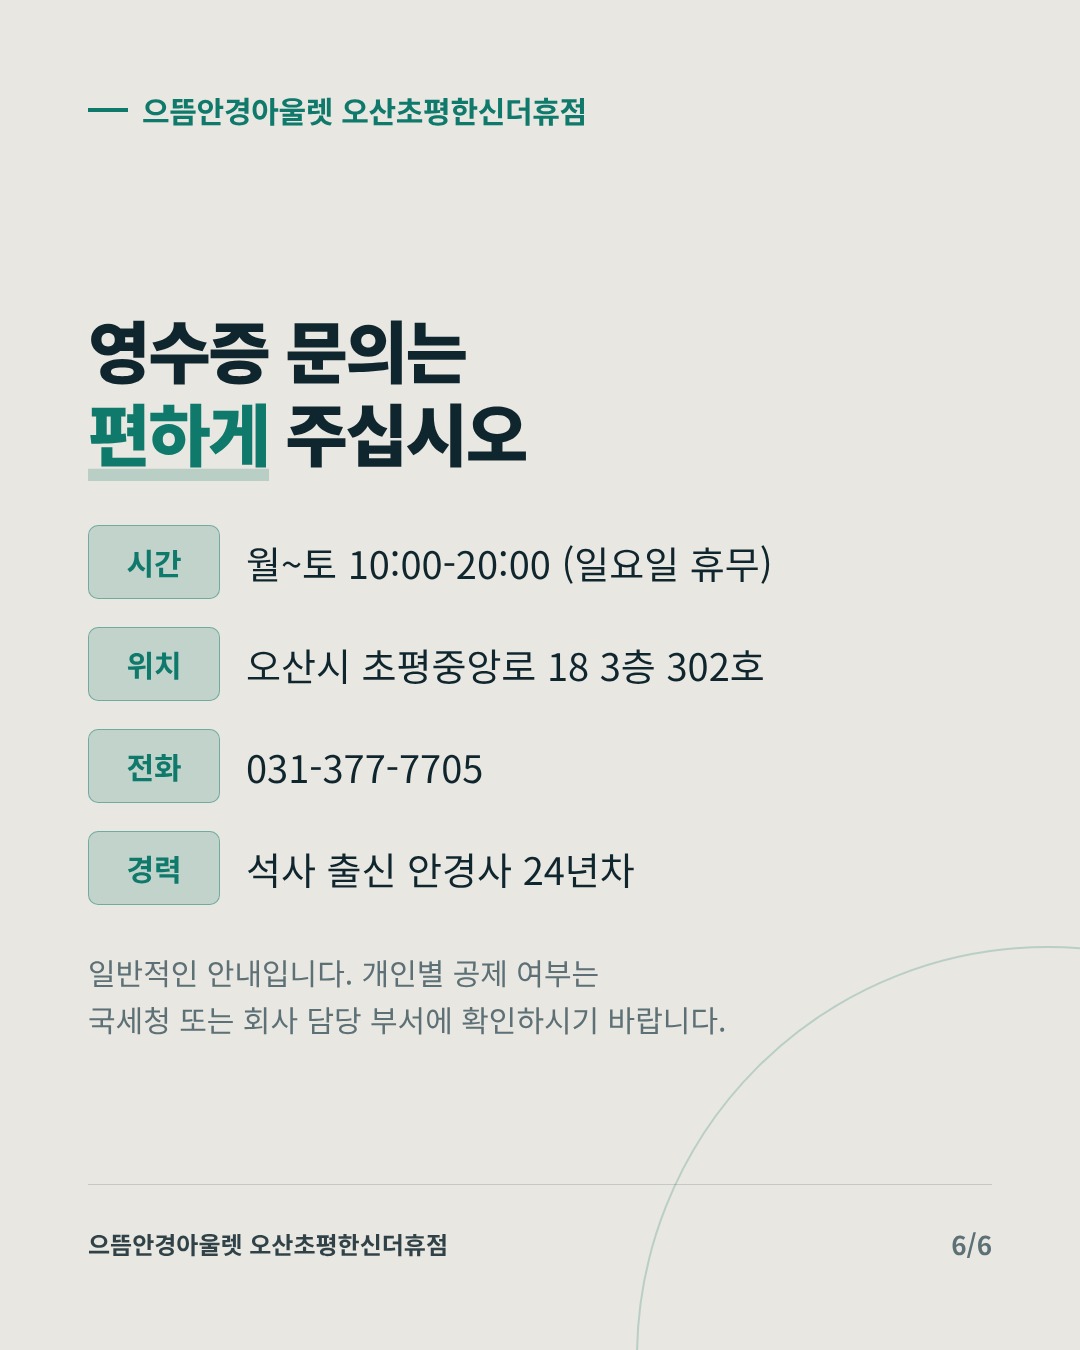 으뜸안경아울렛 오산초평한신더휴점
영수증 문의는
편하게 주십시오
시간 월~토 10:00-20:00 (일요일 휴무)
위치 오산시 초평중앙로 18 3층 302호
전화 031-377-7705
경력 석사 출신 안경사 24년차
일반적인 안내입니다. 개인별 공제 여부는
국세청 또는 회사 담당 부서에 확인하시기 바랍니다.
으뜸안경아울렛 오산초평한신더휴점 6/6